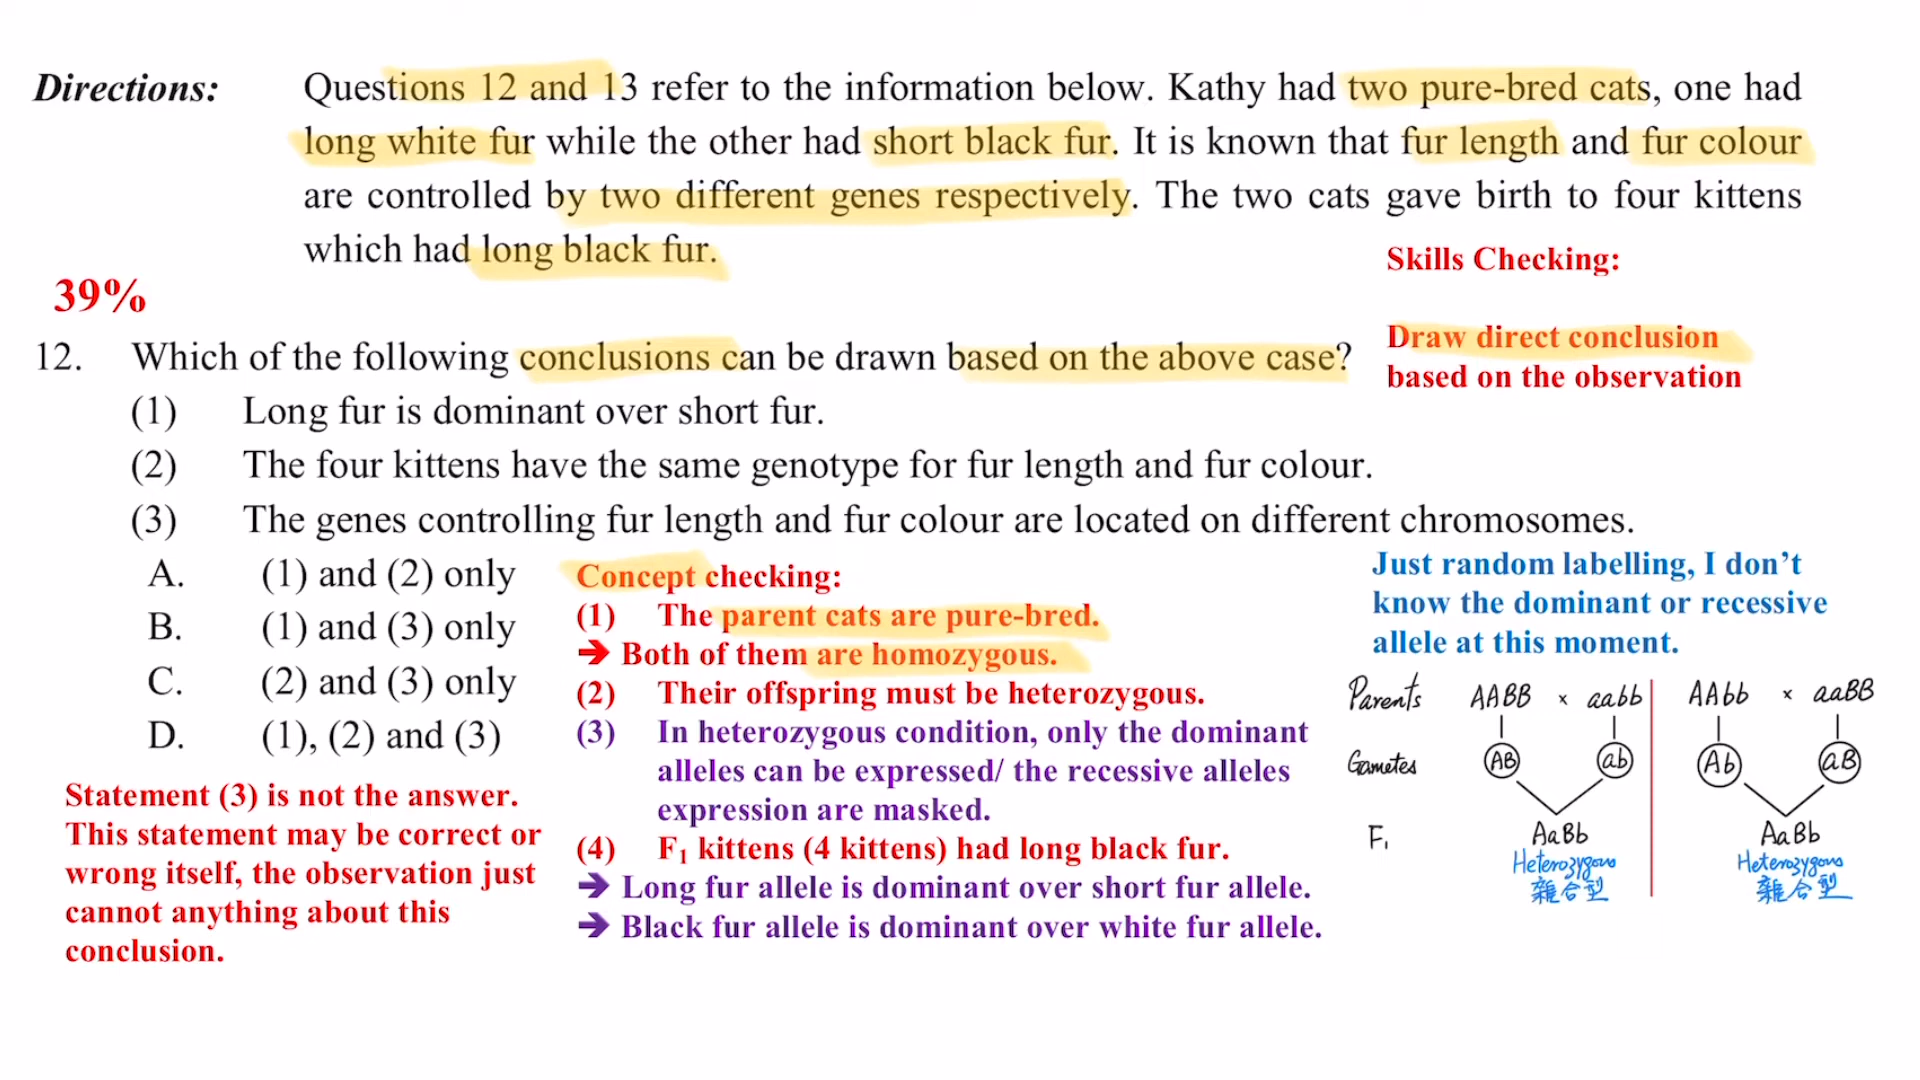 Directions: Questions 12 and 13 refer to the information below. Kathy had two pure-bred cats, one had
long white fur while the other had short black fur. It is known that fur length and fur colour
are controlled by two different genes respectively. The two cats gave birth to four kittens
which had long black fur.
Skills Checking:
39%
Draw direct conclusion
based on the observation
12. Which of the following conclusions can be drawn based on the above case?
(1) Long fur is dominant over short fur.
(2) The four kittens have the same genotype for fur length and fur colour.
(3) The genes controlling fur length and fur colour are located on different chromosomes.
A. (1) and (2) only
B. (1) and (3) only
C. (2) and (3) only
D. (1), (2) and (3)
Statement (3) is not the answer.
This statement may be correct or
wrong itself, the observation just
cannot anything about this
conclusion.
Concept checking:
(1) The parent cats are pure-bred.
➔ Both of them are homozygous.
(2) Their offspring must be heterozygous.
(3) In heterozygous condition, only the dominant
alleles can be expressed/ the recessive alleles
expression are masked.
(4) F₁ kittens (4 kittens) had long black fur.
➔ Long fur allele is dominant over short fur allele.
➔ Black fur allele is dominant over white fur allele.
Just random labelling, I don’t
know the dominant or recessive
allele at this moment.
Parents AABB × aabb AAbb × aaBB
Gametes AB ab Ab aB
F₁ AaBb AaBb
Heterozygous Heterozygous
雜合型 雜合型